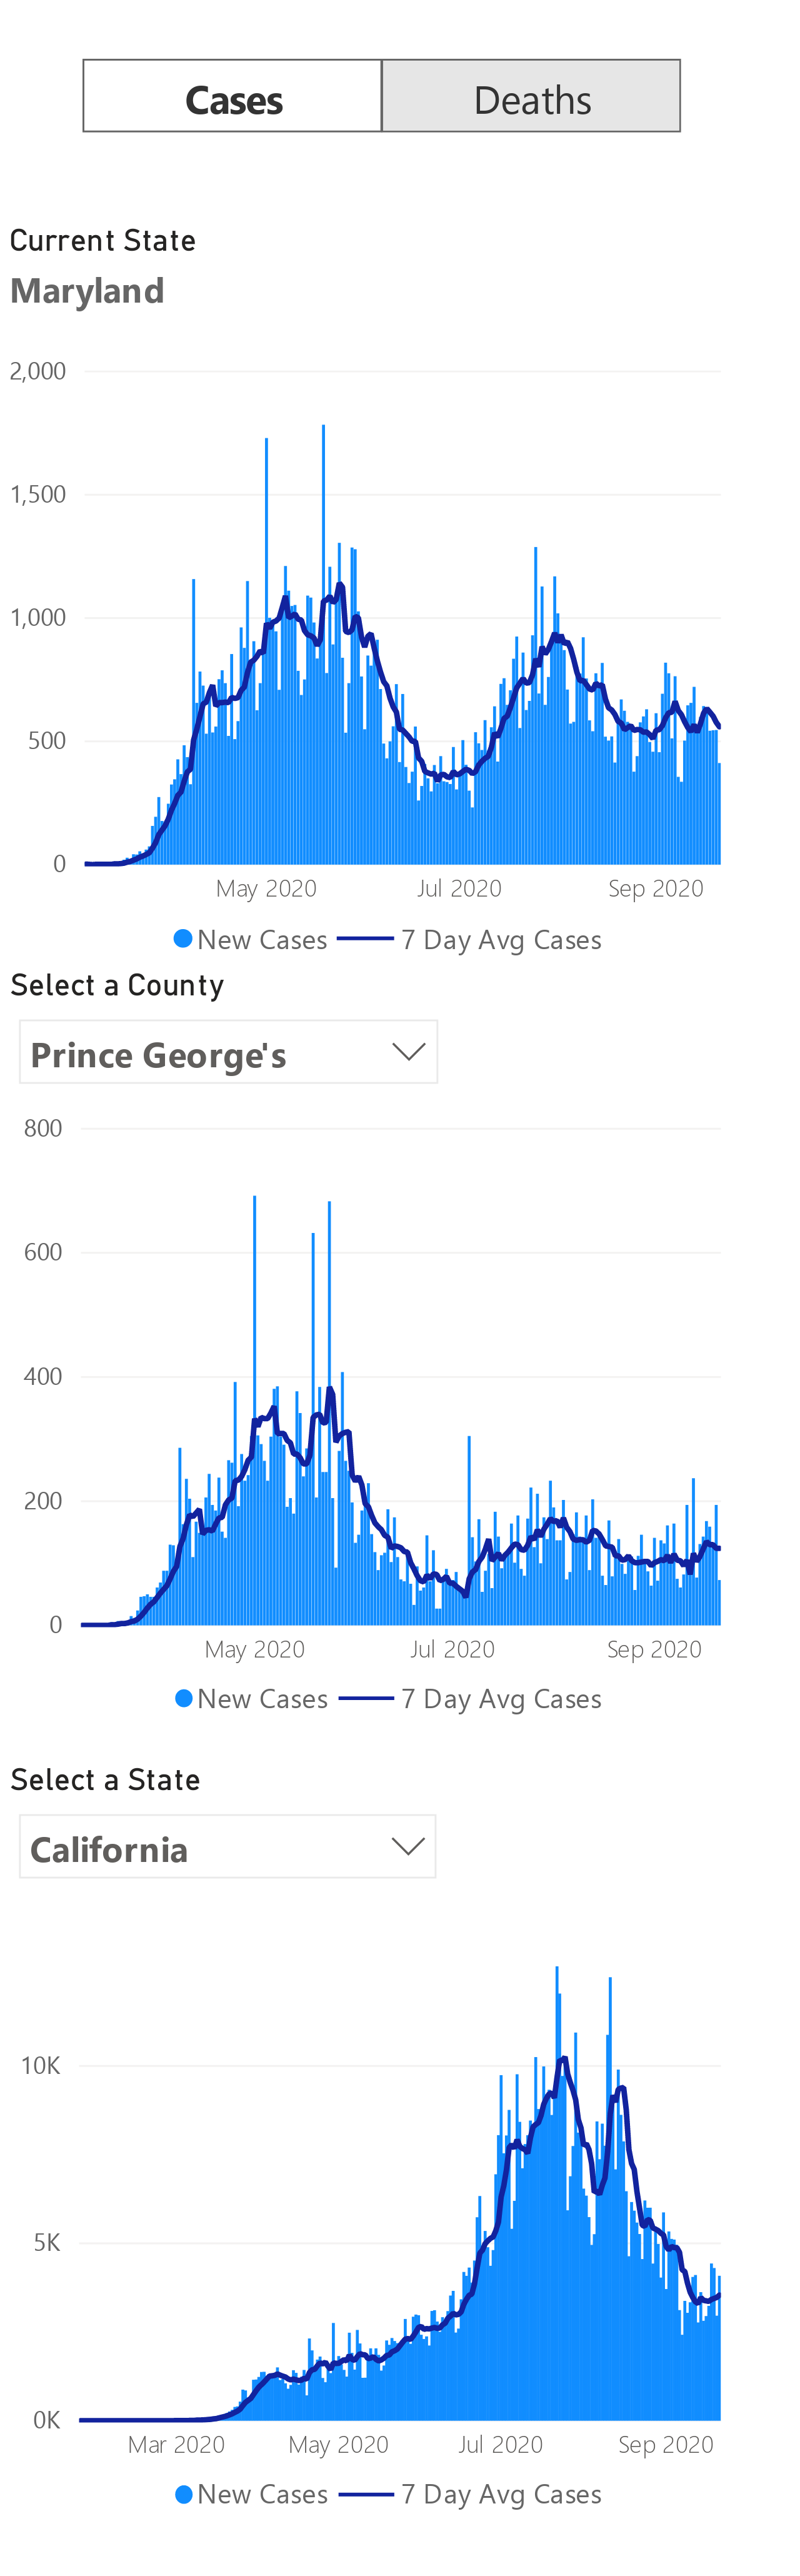 Cases Deaths
Current State
Maryland
2,000
1,500
1,000
500
0
May 2020 Jul 2020 Sep 2020
New Cases 7 Day Avg Cases
Select a County
Prince George's
800
600
400
200
0
May 2020 Jul 2020 Sep 2020
New Cases 7 Day Avg Cases
Select a State
California
10K
5K
0K
Mar 2020 May 2020 Jul 2020 Sep 2020
New Cases 7 Day Avg Cases